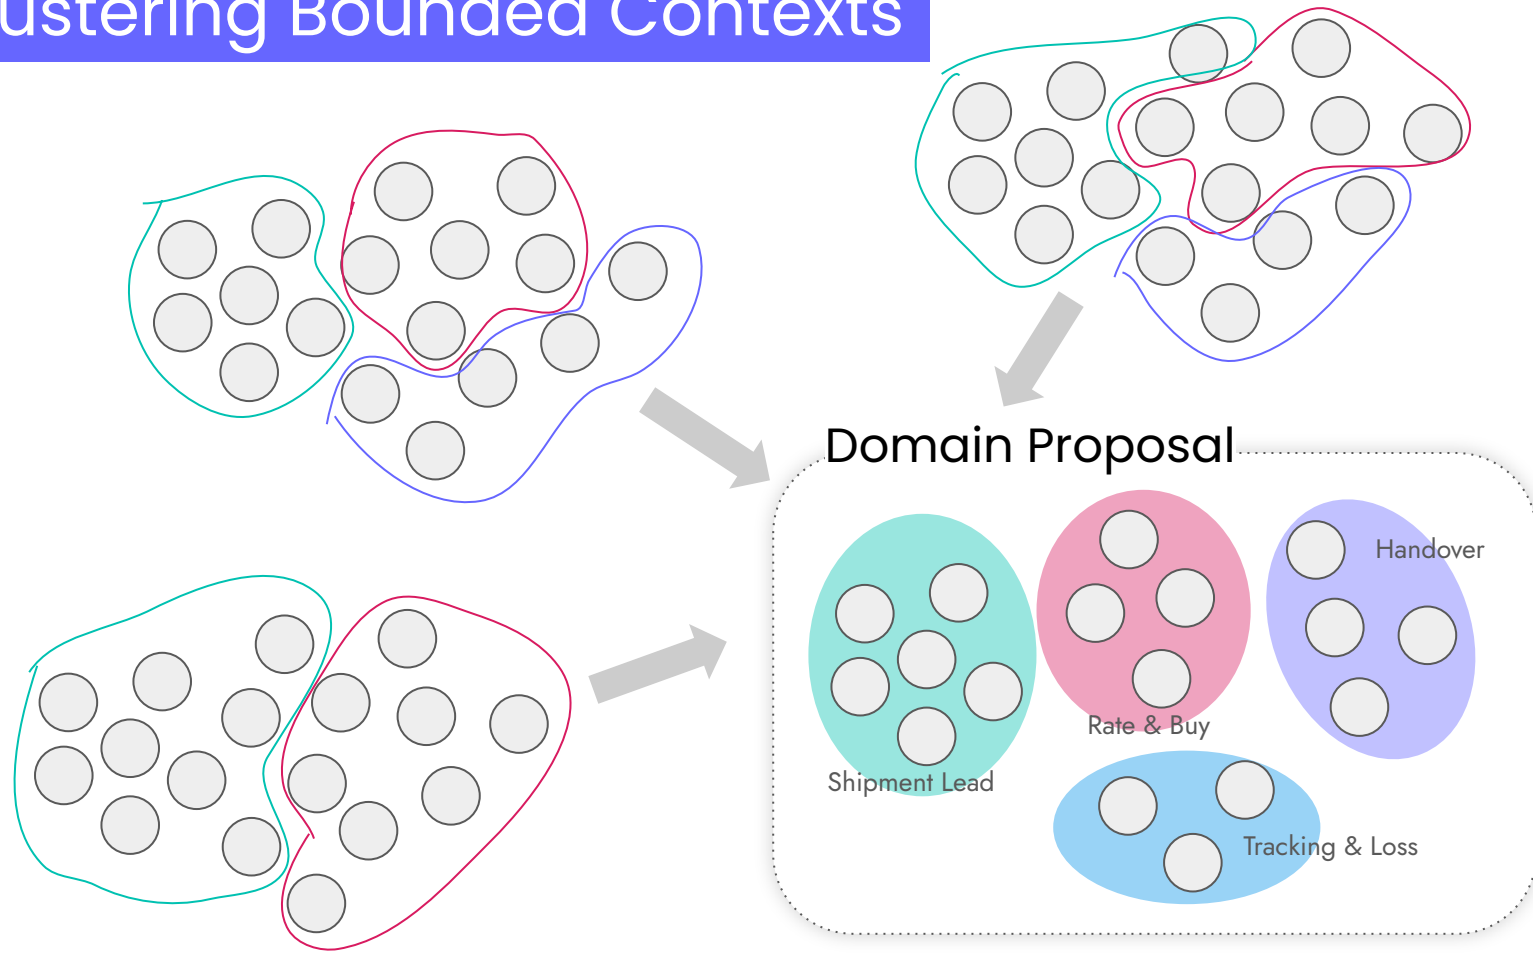 ustering Bounded Contexts
Domain Proposal
Handover
Rate & Buy
Shipment Lead
Tracking & Loss